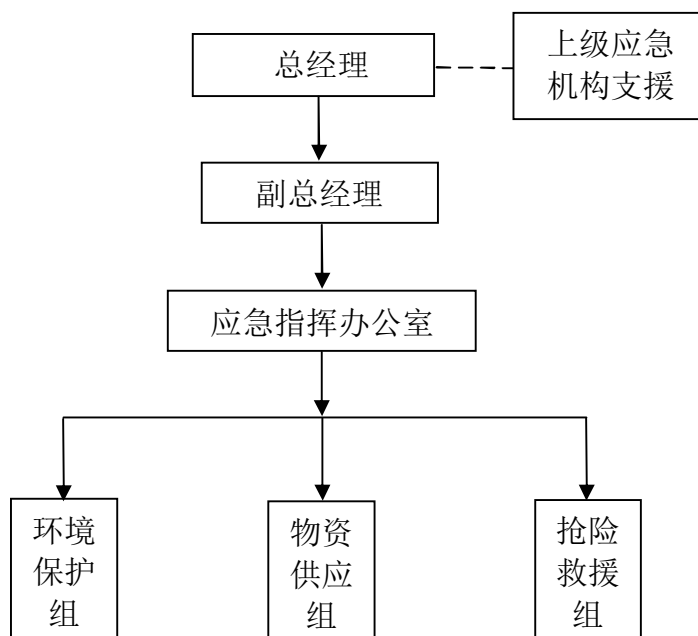 总经理
上级应急
机构支援
副总经理
应急指挥办公室
环境
保护
组
物资
供应
组
抢险
救援
组